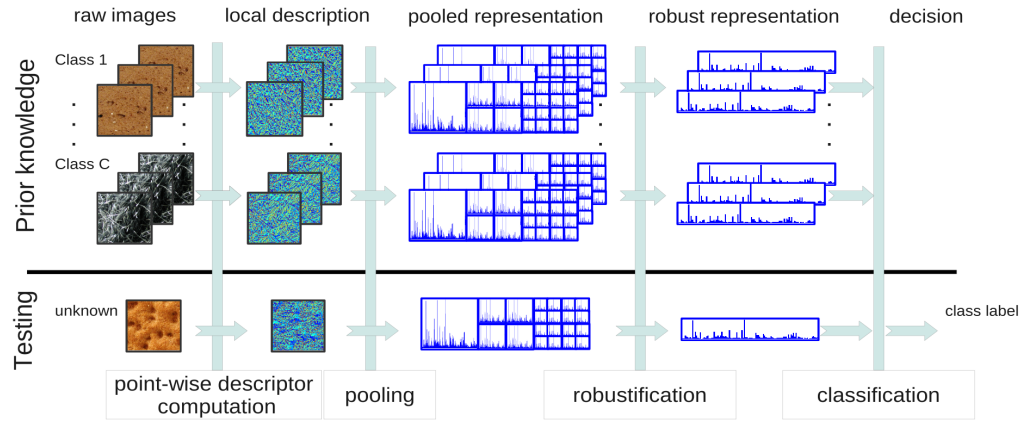 raw images
local description
pooled representation
robust representation
decision
Prior knowledge
Class 1
Class C
Testing
unknown
class label
point-wise descriptor
computation
pooling
robustification
classification